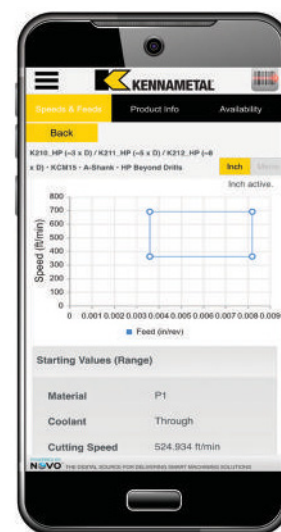 KENNAMETAL
Speeds & Feeds Product Info Availability
Back
K210_HP (~3 x D) / K211_HP (~5 x D) / K212_HP (~8
x D) - KCM15 - A-Shank - HP Beyond Drills
Inch Metric
Inch active.
800
700
600
500
400
300
200
100
0
Speed (ft/min)
0 0.001 0.002 0.003 0.004 0.005 0.006 0.007 0.008 0.009
Feed (in/rev)
Starting Values (Range)
Material P1
Coolant Through
Cutting Speed 524.934 ft/min
NOVO THE DIGITAL SOURCE FOR DELIVERING SMART MACHINING SOLUTIONS